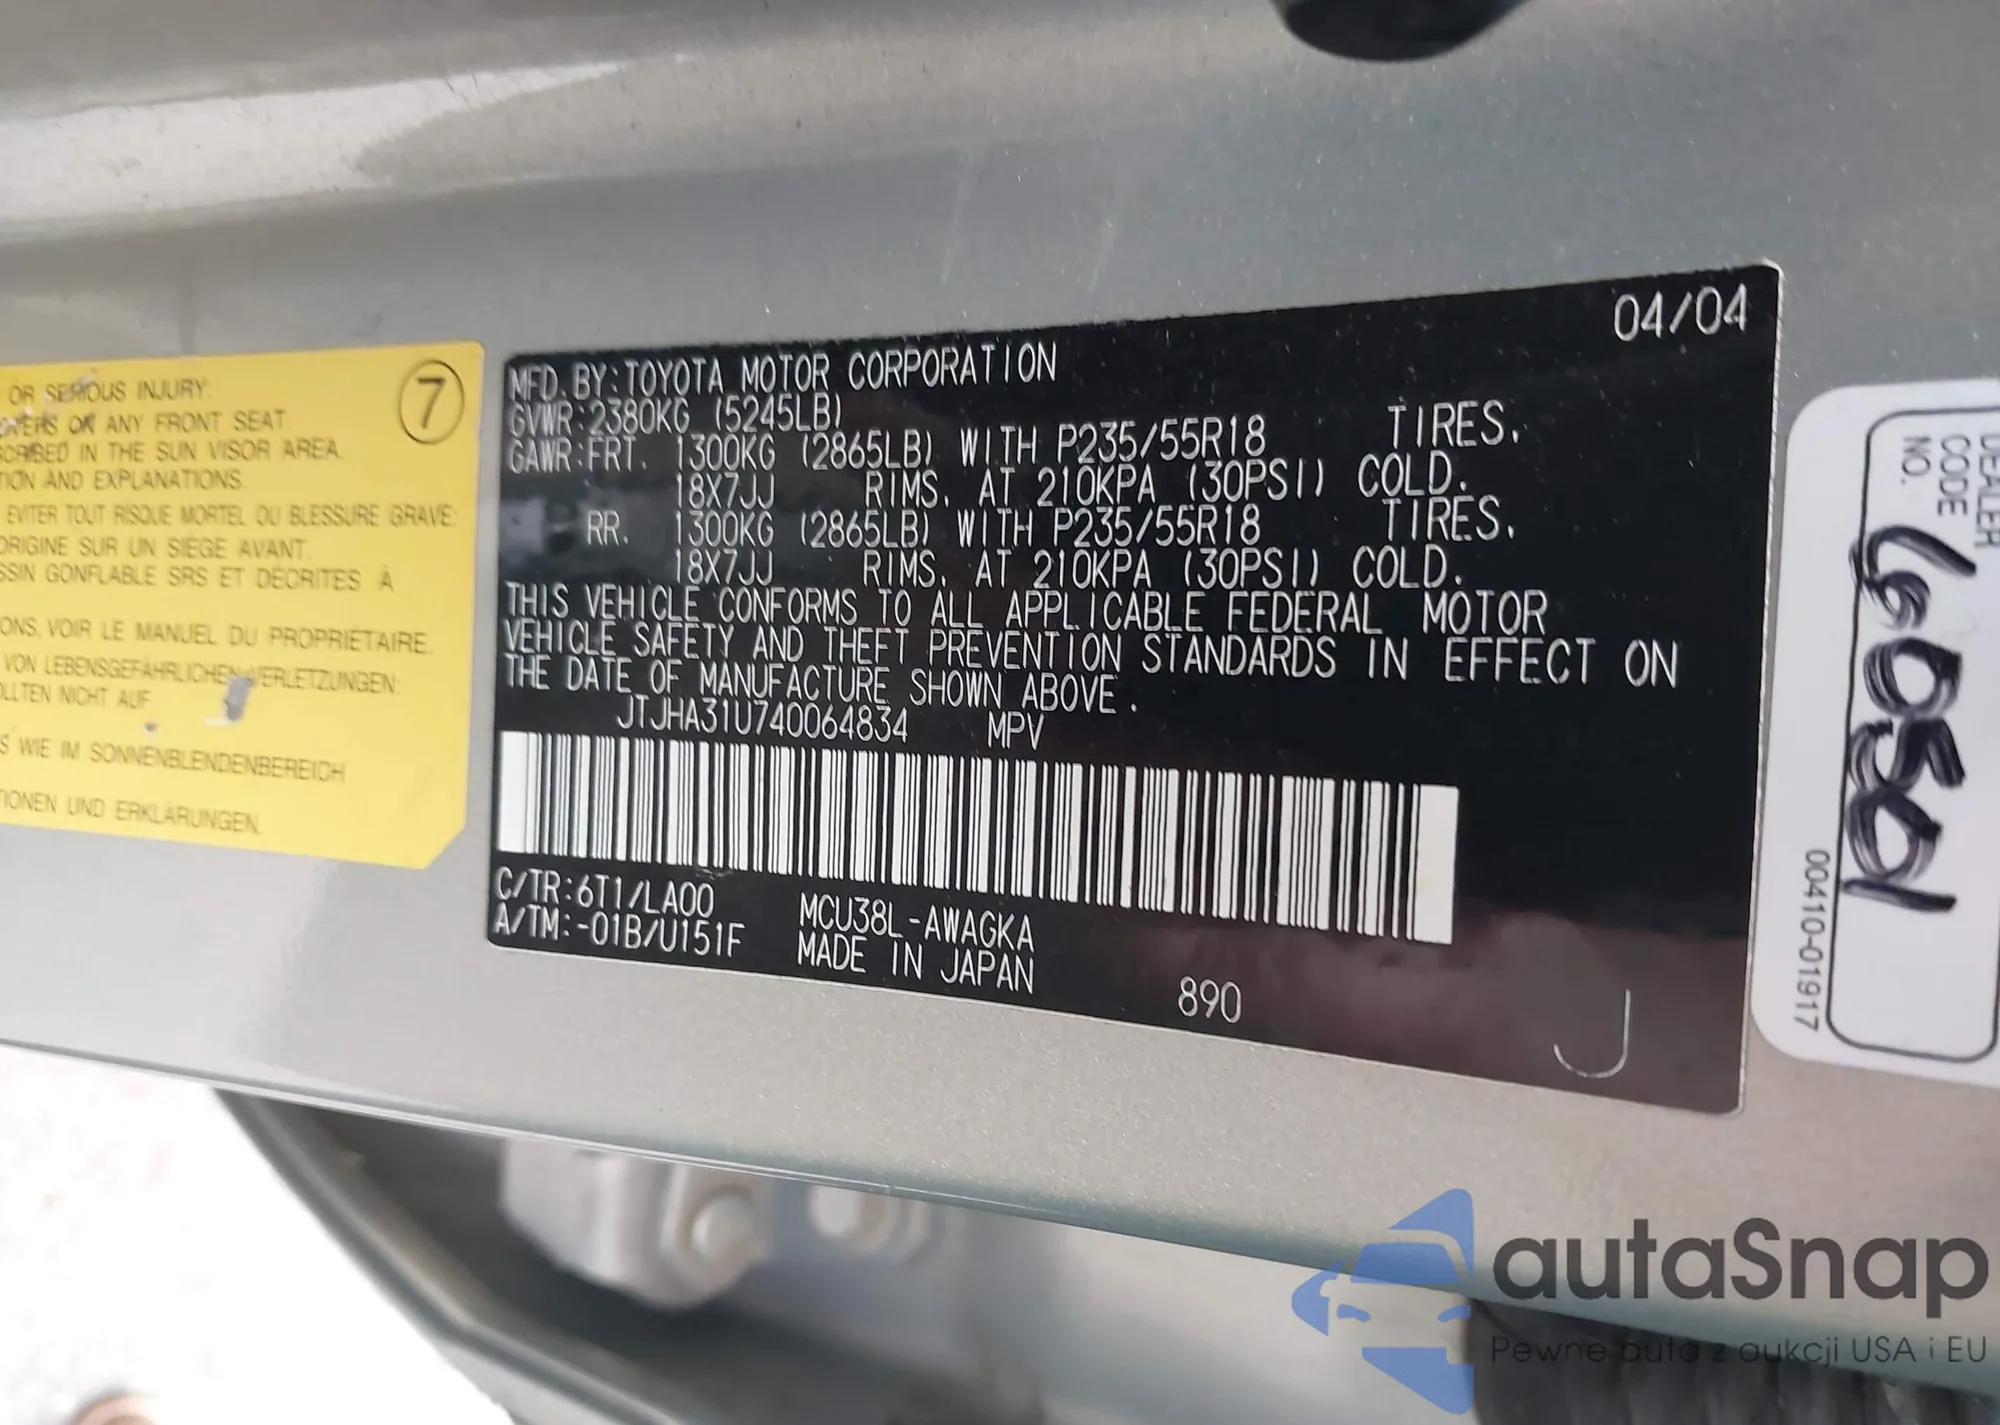 OR SERIOUS INJURY:
ON ANY FRONT SEAT.
IN THE SUN VISOR AREA.
AND EXPLANATIONS.
EVITER TOUT RISQUE MORTEL OU BLESSURE GRAVE:
SUR UN SIÈGE AVANT.
GONFLABLE SRS ET DÉCRITES À
VOIR LE MANUEL DU PROPRIÉTAIRE.
VON LEBENSGEFÄHRLICHEN VERLETZUNGEN:
NICHT AUF
WIE IM SONNENBLENDENBEREICH
UND ERKLÄRUNGEN.
7
04/04
MFD. BY: TOYOTA MOTOR CORPORATION
GVWR: 2380KG (5245LB)
GAWR: FRT. 1300KG (2865LB) WITH P235/55R18 TIRES.
18X7JJ RIMS. AT 210KPA (30PSI) COLD.
RR. 1300KG (2865LB) WITH P235/55R18 TIRES.
18X7JJ RIMS. AT 210KPA (30PSI) COLD.
THIS VEHICLE CONFORMS TO ALL APPLICABLE FEDERAL MOTOR
VEHICLE SAFETY AND THEFT PREVENTION STANDARDS IN EFFECT ON
THE DATE OF MANUFACTURE SHOWN ABOVE.
JTJHA31U740064834 MPV
C/TR: 6T1/LA00
A/TM: -01B/U151F
MCU38L-AWAGKA
MADE IN JAPAN
890
J
DEALER
CODE
NO.
60501
00410-01917
autaSnap
Pewne auta z aukcji USA i EU